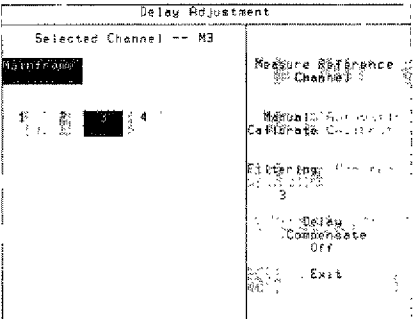 Delay Adjustment
Selected Channel -- M3
Mainframe
1 2 3 4
Measure Reference
Channel
Manual
Calibrate
Filtering
3
Delay
Compensate
Off
Exit